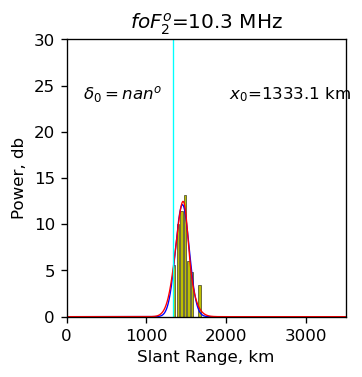 foF₂ᵒ=10.3 MHz
30
δ₀ = nanᵒ x₀=1333.1 km
25
20
Power, db
15
10
5
0
0 1000 2000 3000
Slant Range, km